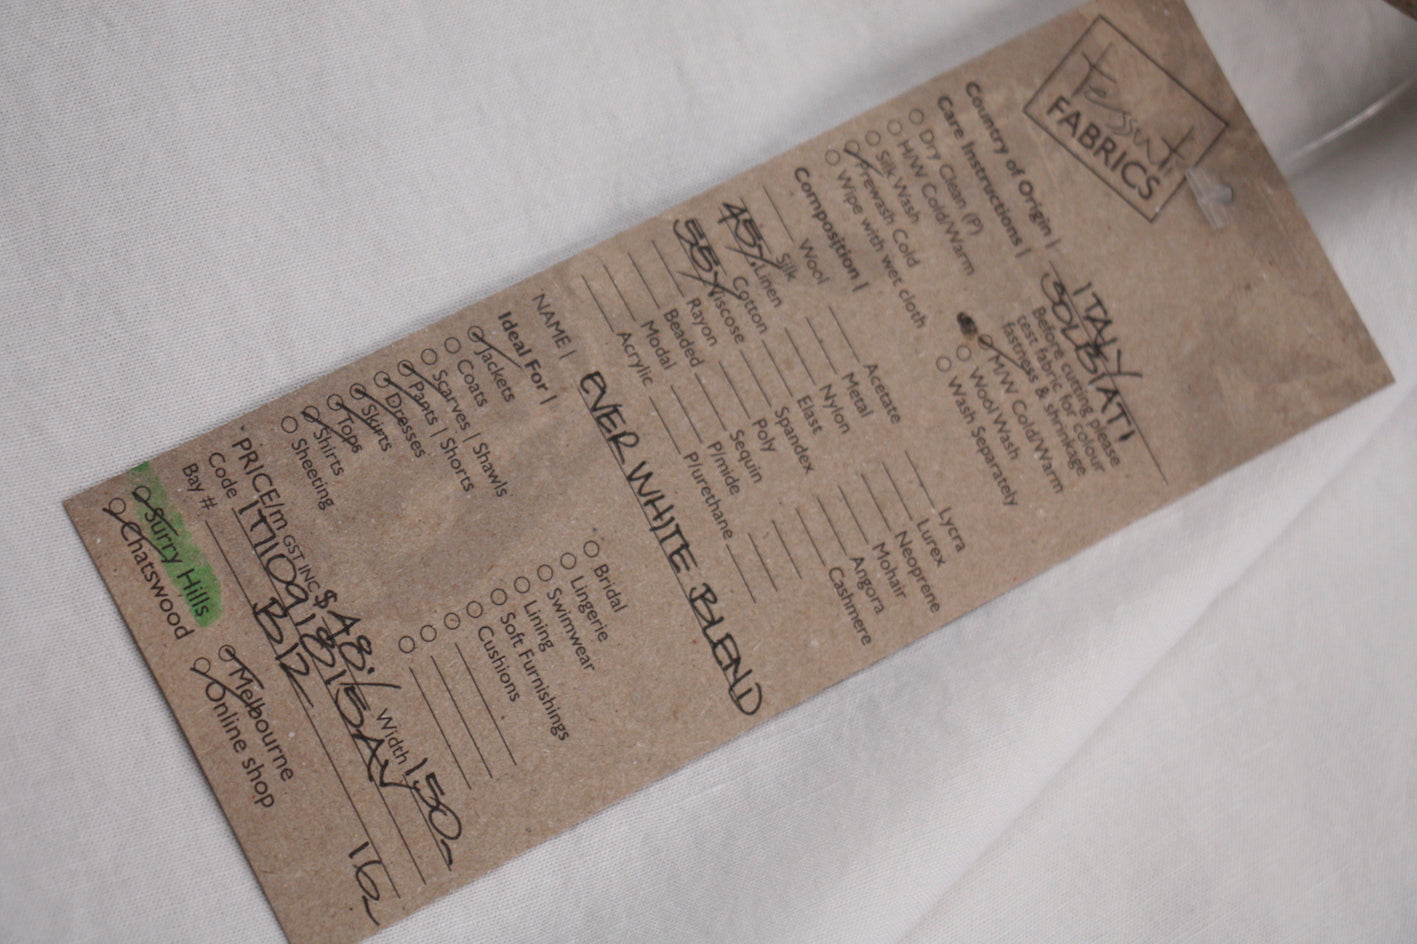 tessuti
FABRICS
Country of Origin | ITALY
SOLBIATI
Care Instructions |
Before cutting please
test fabric for colour
fastness & shrinkage
Dry Clean (P)
H/W Cold/Warm
Silk Wash
Prewash Cold
Wipe with wet cloth
M/W Cold/Warm
Wool Wash
Wash Separately
Composition |
Wool
Silk
45% Linen
Cotton
55% Viscose
Rayon
Beaded
Modal
Acrylic
Acetate
Metal
Nylon
Elast
Spandex
Poly
Sequin
P/mide
P/urethane
Lycra
Lurex
Neoprene
Mohair
Angora
Cashmere
NAME | EVER WHITE BLEND
Ideal For |
Jackets
Coats
Scarves | Shawls
Pants | Shorts
Dresses
Skirts
Tops
Shirts
Sheeting
Bridal
Lingerie
Swimwear
Lining
Soft Furnishings
Cushions
PRICE/m GST INC $48./ Width 150
Code
Bay # B12
Surry Hills
Chatswood
Melbourne
Online shop